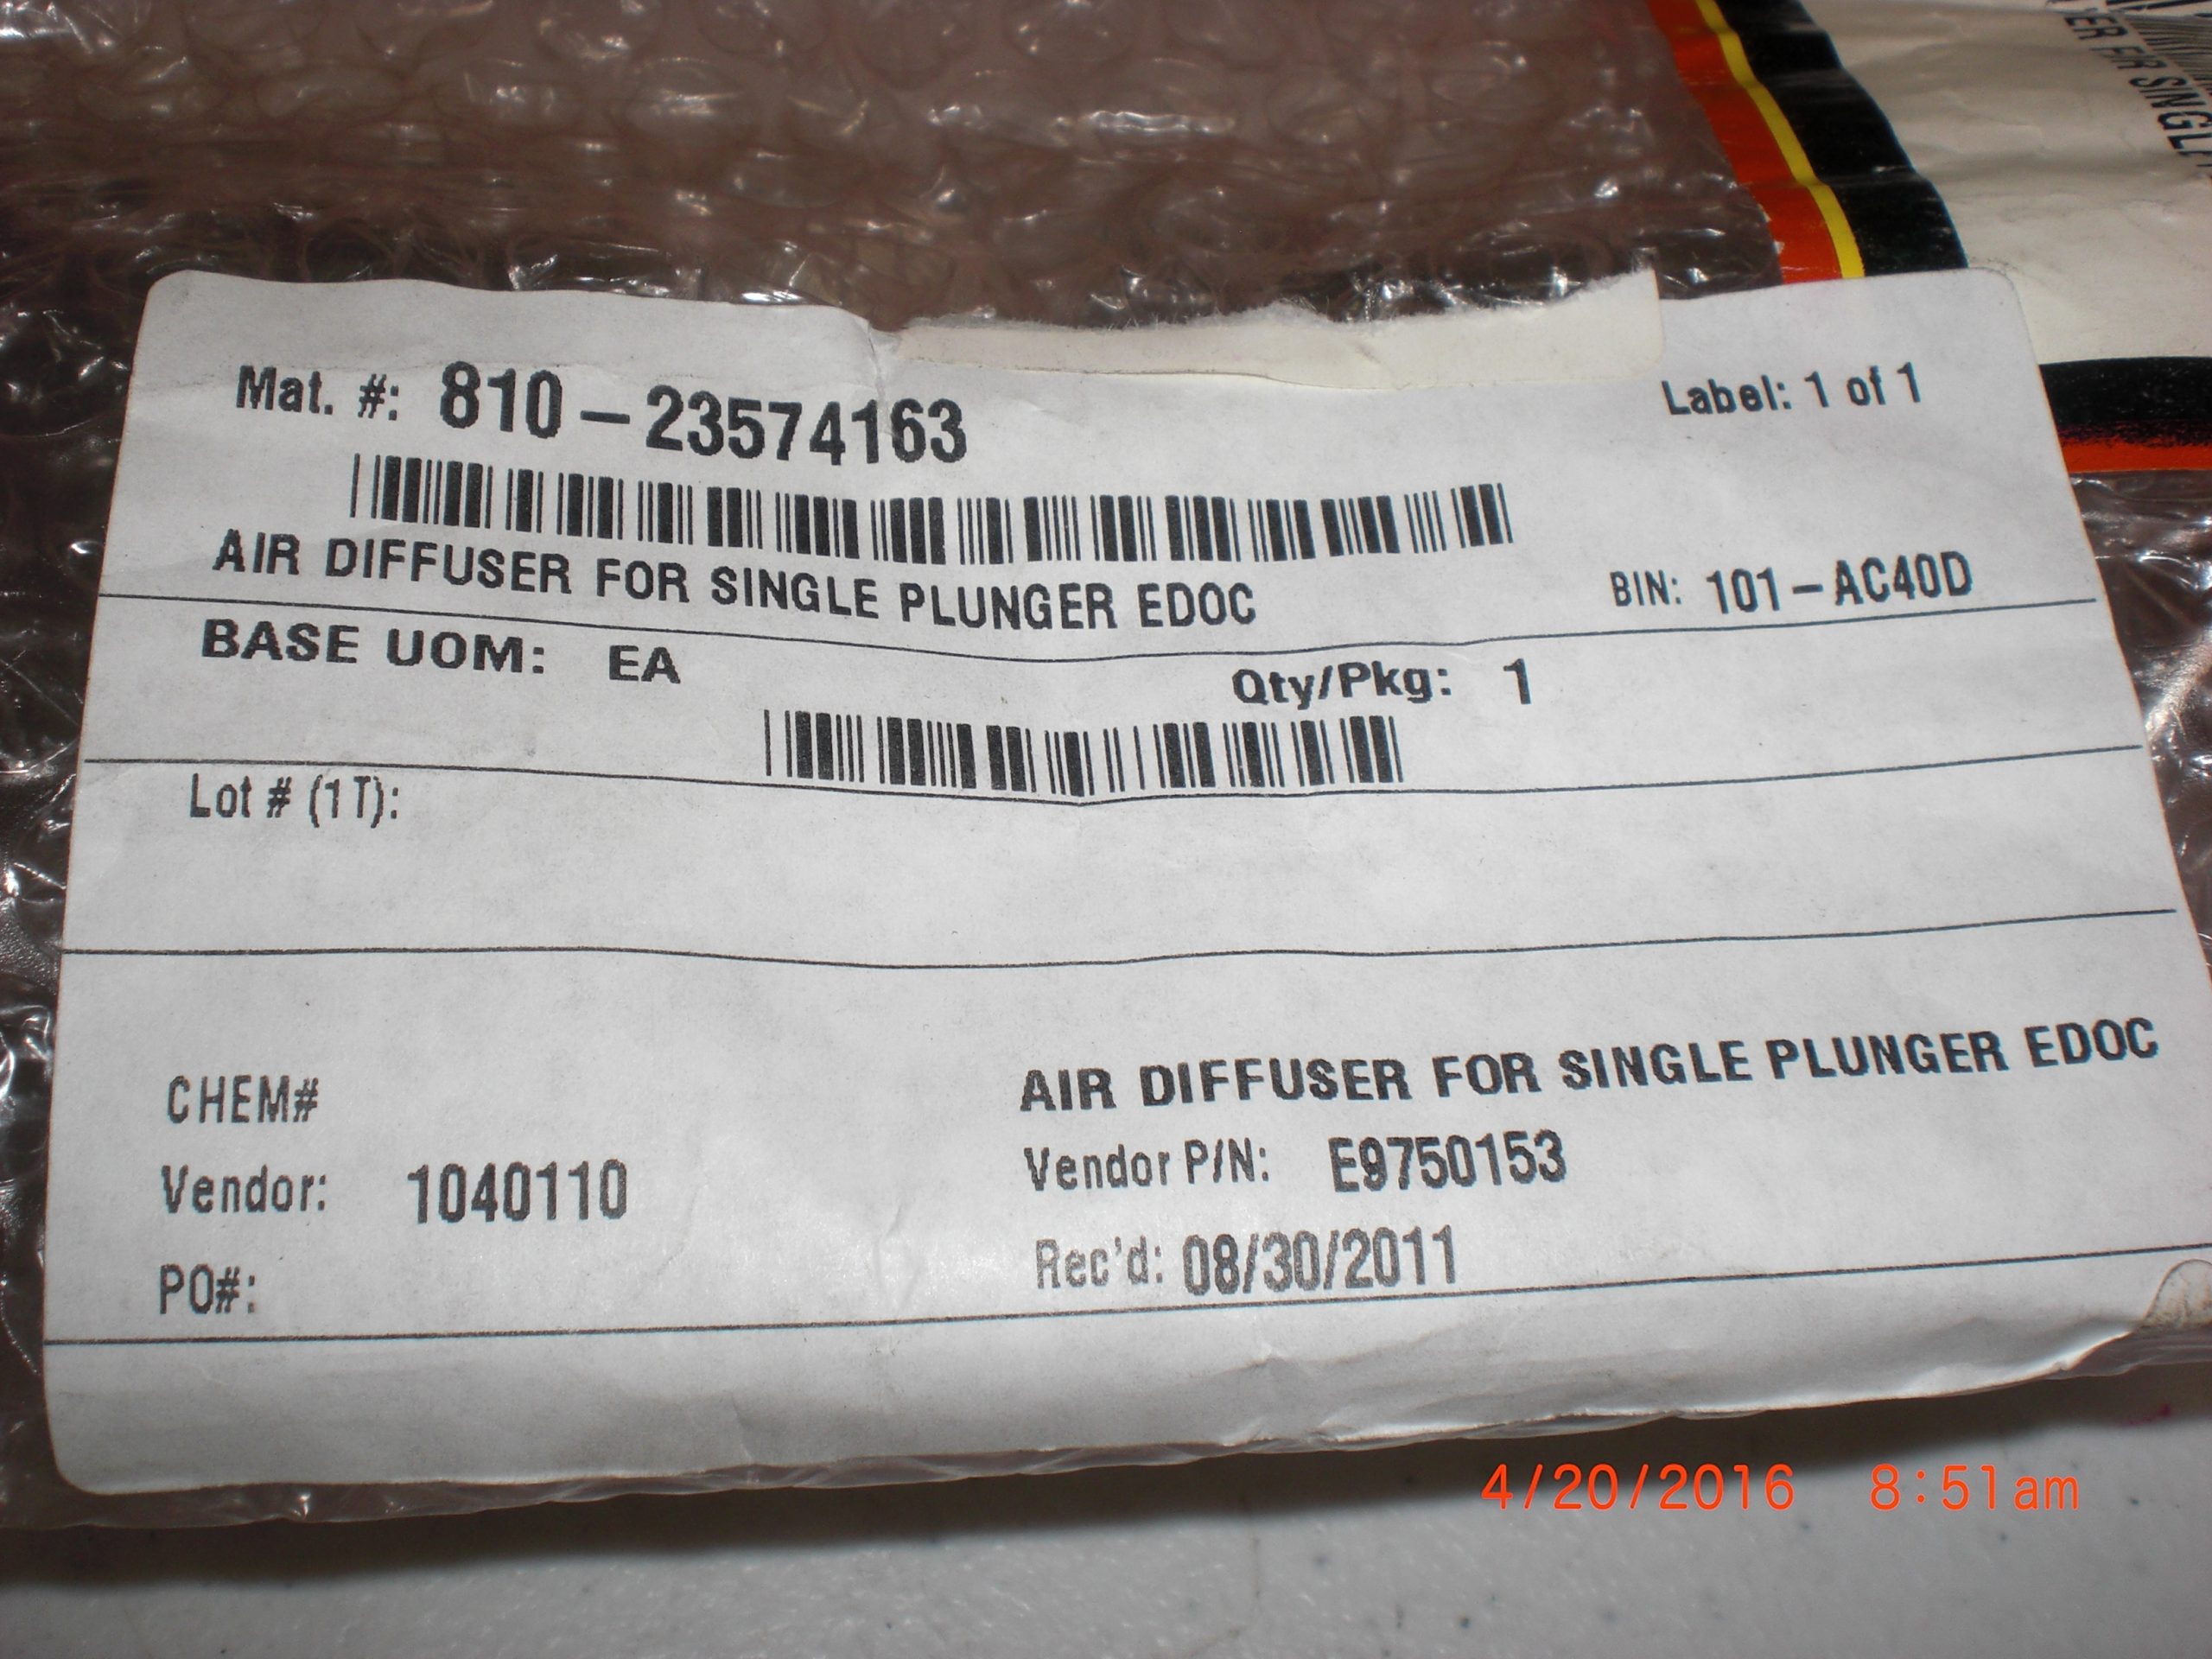 Mat. #: 810-23574163
Label: 1 of 1
AIR DIFFUSER FOR SINGLE PLUNGER EDOC
BIN: 101-AC40D
BASE UOM: EA
Qty/Pkg: 1
Lot # (1T):
CHEM#
AIR DIFFUSER FOR SINGLE PLUNGER EDOC
Vendor: 1040110
Vendor P/N: E9750153
PO#:
Rec'd: 08/30/2011
4/20/2016 8:51am